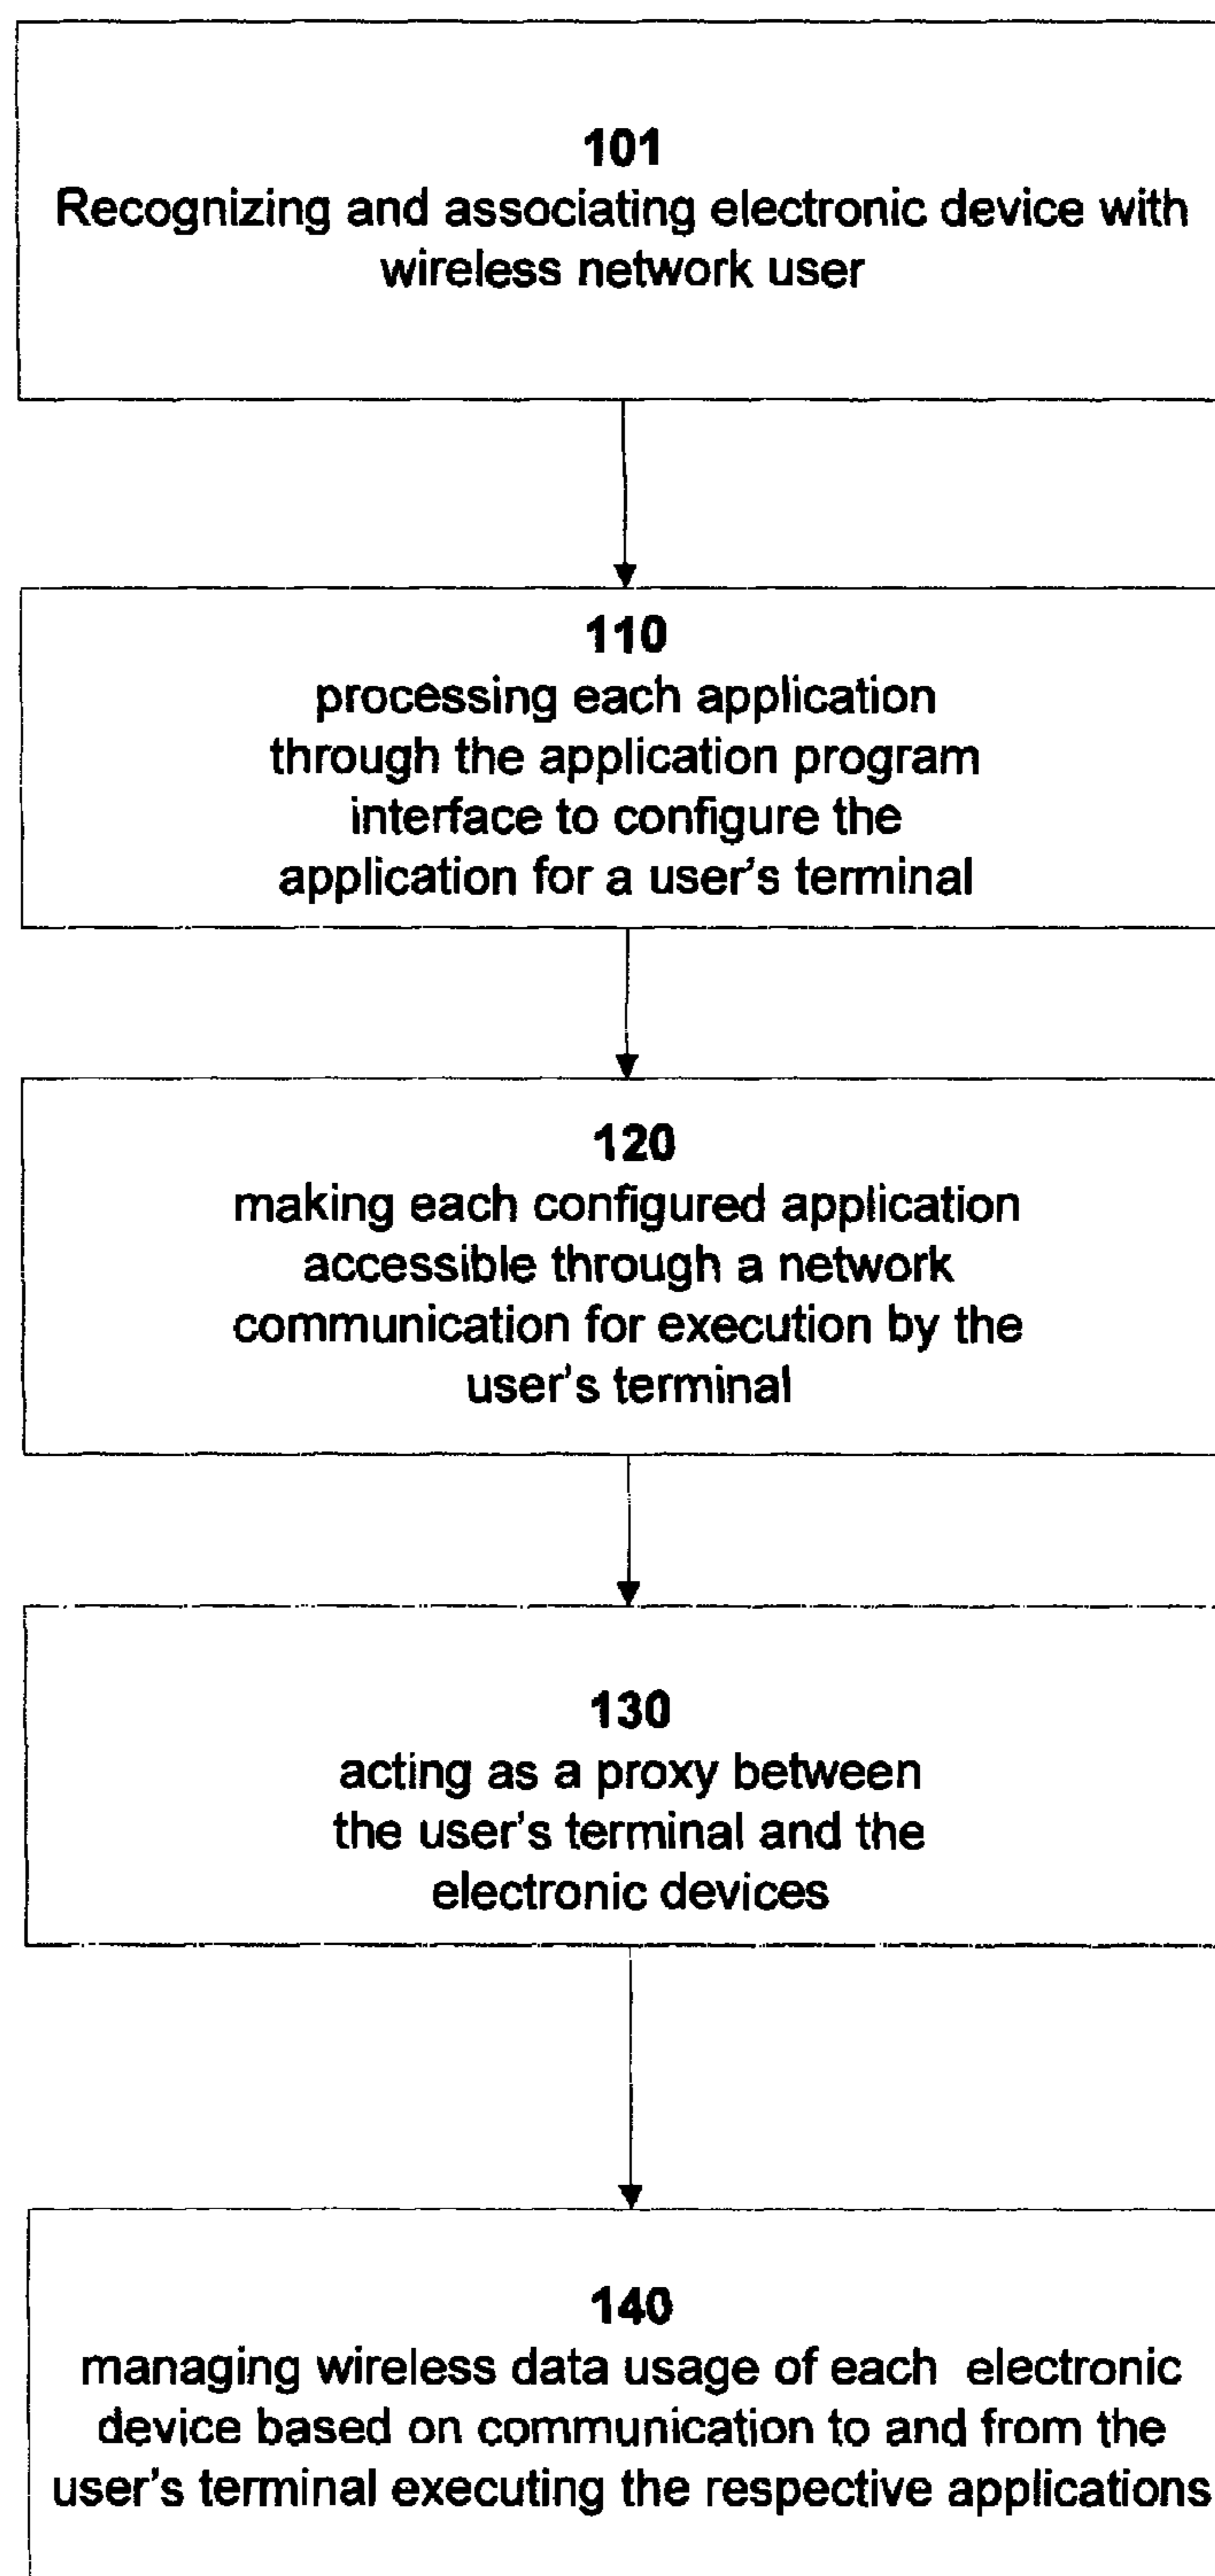 101
Recognizing and associating electronic device with
wireless network user
110
processing each application
through the application program
interface to configure the
application for a user's terminal
120
making each configured application
accessible through a network
communication for execution by the
user's terminal
130
acting as a proxy between
the user's terminal and the
electronic devices
140
managing wireless data usage of each electronic
device based on communication to and from the
user's terminal executing the respective applications